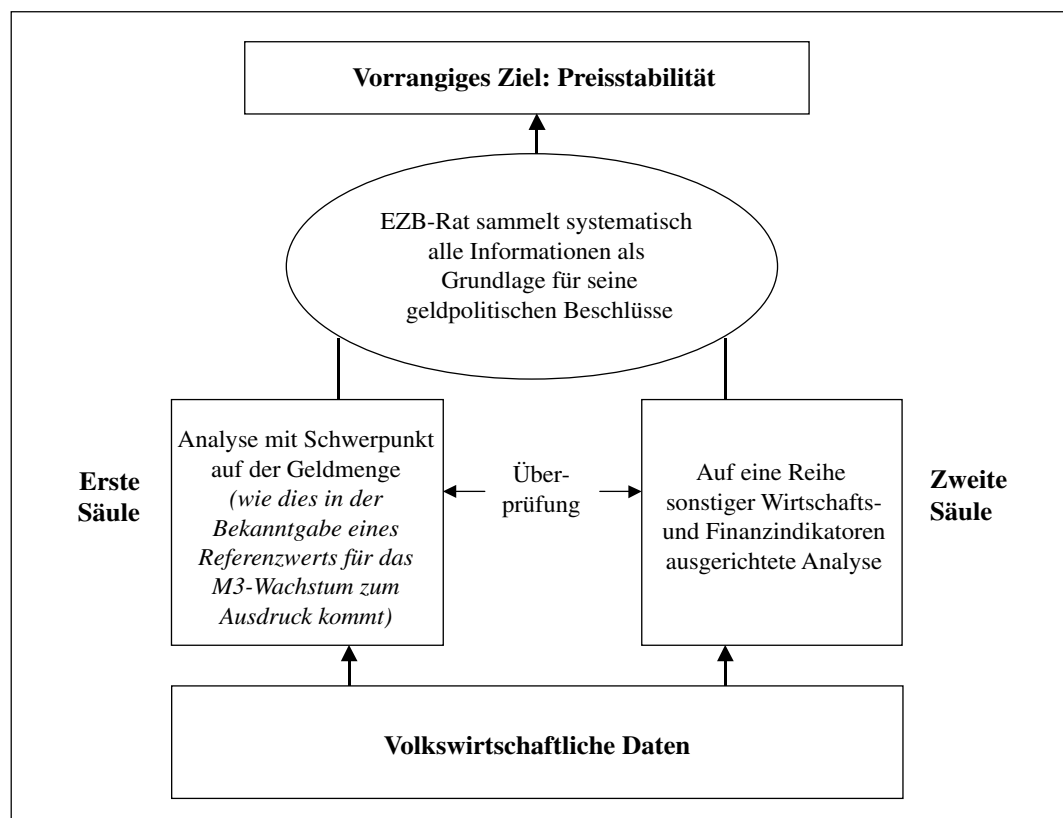 Vorrangiges Ziel: Preisstabilität
EZB-Rat sammelt systematisch
alle Informationen als
Grundlage für seine
geldpolitischen Beschlüsse
Erste
Säule
Analyse mit Schwerpunkt
auf der Geldmenge
(wie dies in der
Bekanntgabe eines
Referenzwerts für das
M3-Wachstum zum
Ausdruck kommt)
Über-
prüfung
Auf eine Reihe
sonstiger Wirtschafts-
und Finanzindikatoren
ausgerichtete Analyse
Zweite
Säule
Volkswirtschaftliche Daten